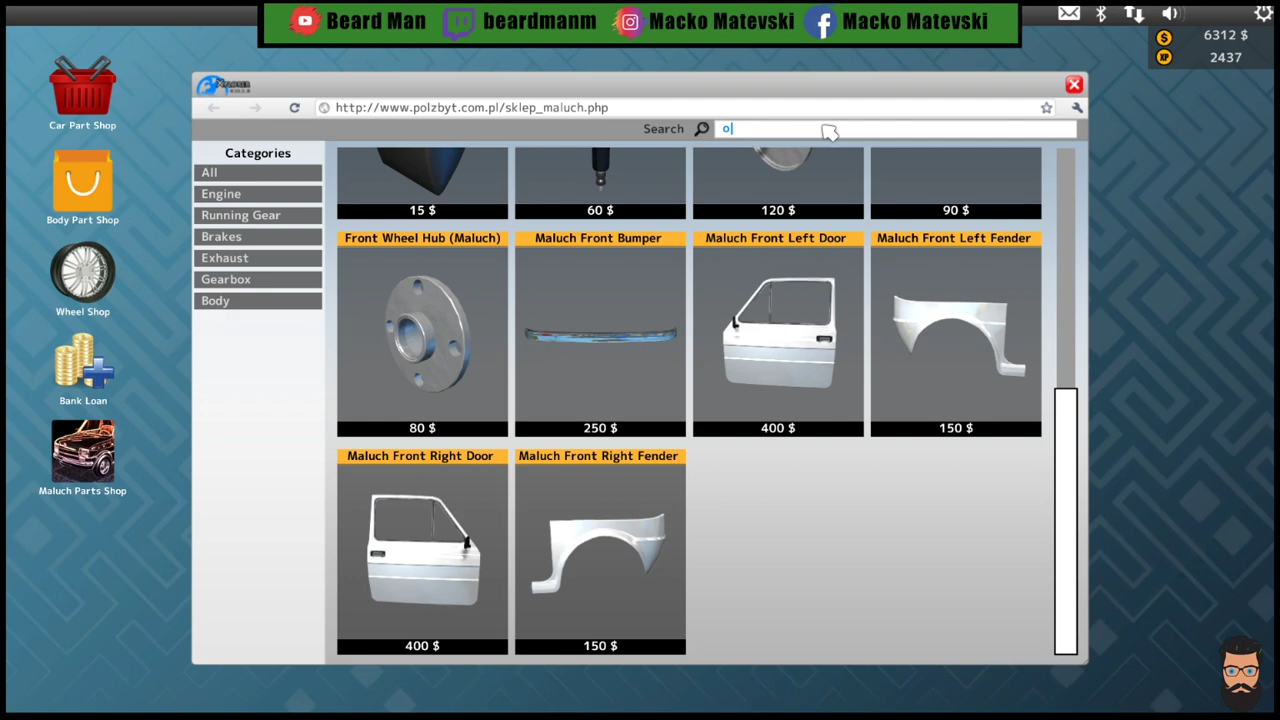 Beard Man beardmanm Macko Matevski Macko Matevski
6312 $
2437
http://www.polzbyt.com.pl/sklep_maluch.php
Search o
Car Part Shop
Body Part Shop
Wheel Shop
Bank Loan
Maluch Parts Shop
Categories
All
Engine
Running Gear
Brakes
Exhaust
Gearbox
Body
15 $ 60 $ 120 $ 90 $
Front Wheel Hub (Maluch) Maluch Front Bumper Maluch Front Left Door Maluch Front Left Fender
80 $ 250 $ 400 $ 150 $
Maluch Front Right Door Maluch Front Right Fender
400 $ 150 $